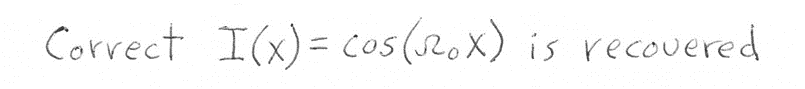 Correct I(x) = cos(Ω₀x) is recovered